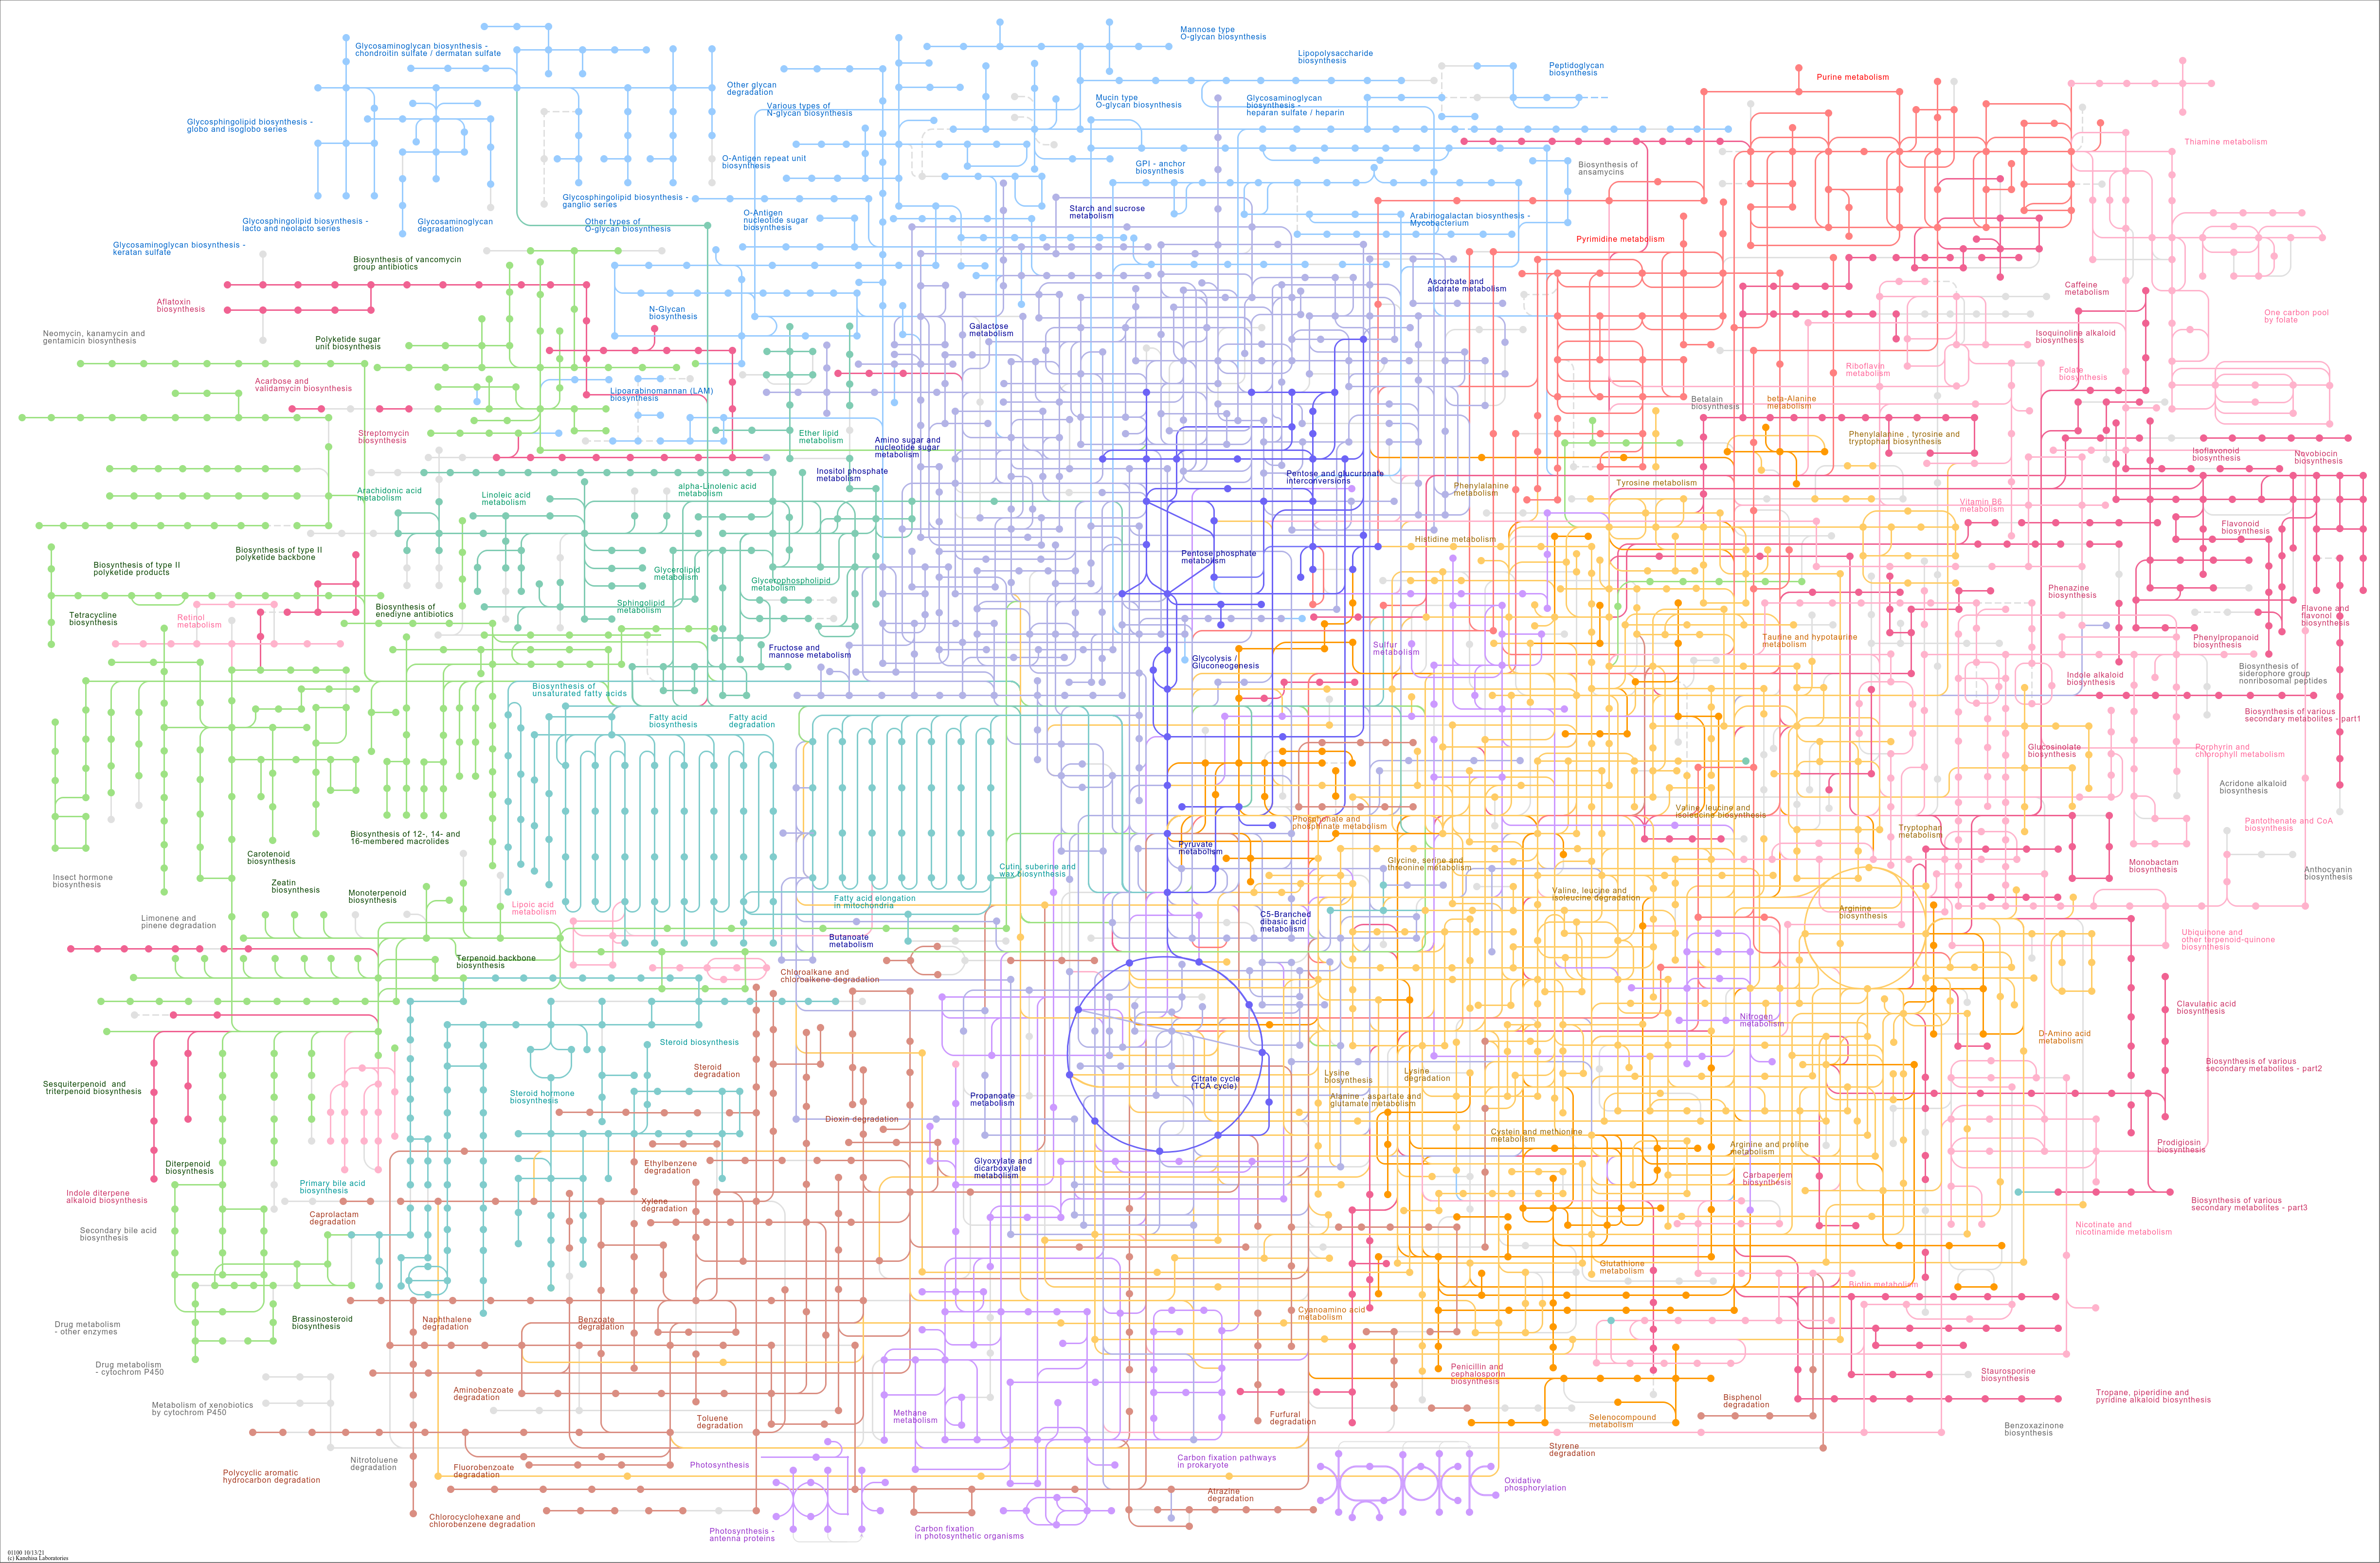 Glycosaminoglycan biosynthesis -
chondroitin sulfate / dermatan sulfate
Mannose type
O-glycan biosynthesis
Lipopolysaccharide
biosynthesis
Peptidoglycan
biosynthesis
Purine metabolism
Other glycan
degradation
Various types of
N-glycan biosynthesis
Mucin type
O-glycan biosynthesis
Glycosaminoglycan
biosynthesis -
heparan sulfate / heparin
Glycosphingolipid biosynthesis -
globo and isoglobo series
Thiamine metabolism
O-Antigen repeat unit
biosynthesis
GPI - anchor
biosynthesis
Biosynthesis of
ansamycins
Glycosphingolipid biosynthesis -
ganglio series
Glycosphingolipid biosynthesis -
lacto and neolacto series
Glycosaminoglycan
degradation
Other types of
O-glycan biosynthesis
O-Antigen
nucleotide sugar
biosynthesis
Starch and sucrose
metabolism
Arabinogalactan biosynthesis -
Mycobacterium
Pyrimidine metabolism
Glycosaminoglycan biosynthesis -
keratan sulfate
Biosynthesis of vancomycin
group antibiotics
Ascorbate and
aldarate metabolism
Caffeine
metabolism
Aflatoxin
biosynthesis
N-Glycan
biosynthesis
Galactose
metabolism
One carbon pool
by folate
Neomycin, kanamycin and
gentamicin biosynthesis
Polyketide sugar
unit biosynthesis
Isoquinoline alkaloid
biosynthesis
Riboflavin
metabolism
Folate
biosynthesis
Acarbose and
validamycin biosynthesis
Lipoarabinomannan (LAM)
biosynthesis
Betalain
biosynthesis
beta-Alanine
metabolism
Streptomycin
biosynthesis
Ether lipid
metabolism
Amino sugar and
nucleotide sugar
metabolism
Phenylalanine , tyrosine and
tryptophan biosynthesis
Isoflavonoid
biosynthesis
Novobiocin
biosynthesis
Inositol phosphate
metabolism
Pentose and glucuronate
interconversions
Phenylalanine
metabolism
Tyrosine metabolism
Arachidonic acid
metabolism
Linoleic acid
metabolism
alpha-Linolenic acid
metabolism
Vitamin B6
metabolism
Flavonoid
biosynthesis
Histidine metabolism
Biosynthesis of type II
polyketide backbone
Biosynthesis of type II
polyketide products
Pentose phosphate
metabolism
Glycerolipid
metabolism
Glycerophospholipid
metabolism
Phenazine
biosynthesis
Tetracycline
biosynthesis
Retinol
metabolism
Biosynthesis of
enediyne antibiotics
Sphingolipid
metabolism
Flavone and
flavonol
biosynthesis
Taurine and hypotaurine
metabolism
Phenylpropanoid
biosynthesis
Fructose and
mannose metabolism
Sulfur
metabolism
Glycolysis /
Gluconeogenesis
Biosynthesis of
siderophore group
nonribosomal peptides
Indole alkaloid
biosynthesis
Biosynthesis of
unsaturated fatty acids
Biosynthesis of various
secondary metabolites - part1
Fatty acid
biosynthesis
Fatty acid
degradation
Glucosinolate
biosynthesis
Porphyrin and
chlorophyll metabolism
Acridone alkaloid
biosynthesis
Valine, leucine and
isoleucine biosynthesis
Phosphonate and
phosphinate metabolism
Pantothenate and CoA
biosynthesis
Tryptophan
metabolism
Biosynthesis of 12-, 14- and
16-membered macrolides
Pyruvate
metabolism
Carotenoid
biosynthesis
Cutin, suberine and
wax biosynthesis
Glycine, serine and
threonine metabolism
Monobactam
biosynthesis
Anthocyanin
biosynthesis
Insect hormone
biosynthesis
Zeatin
biosynthesis
Monoterpenoid
biosynthesis
Valine, leucine and
isoleucine degradation
Lipoic acid
metabolism
Fatty acid elongation
in mitochondria
Arginine
biosynthesis
Limonene and
pinene degradation
C5-Branched
dibasic acid
metabolism
Butanoate
metabolism
Ubiquinone and
other terpenoid-quinone
biosynthesis
Terpenoid backbone
biosynthesis
Chloroalkane and
chloroalkene degradation
Clavulanic acid
biosynthesis
Nitrogen
metabolism
D-Amino acid
metabolism
Steroid biosynthesis
Steroid
degradation
Biosynthesis of various
secondary metabolites - part2
Sesquiterpenoid and
triterpenoid biosynthesis
Steroid hormone
biosynthesis
Citrate cycle
(TCA cycle)
Lysine
biosynthesis
Lysine
degradation
Propanoate
metabolism
Alanine , aspartate and
glutamate metabolism
Dioxin degradation
Cystein and methionine
metabolism
Arginine and proline
metabolism
Prodigiosin
biosynthesis
Diterpenoid
biosynthesis
Ethylbenzene
degradation
Glyoxylate and
dicarboxylate
metabolism
Carbapenem
biosynthesis
Primary bile acid
biosynthesis
Indole diterpene
alkaloid biosynthesis
Xylene
degradation
Biosynthesis of various
secondary metabolites - part3
Caprolactam
degradation
Secondary bile acid
biosynthesis
Nicotinate and
nicotinamide metabolism
Glutathione
metabolism
Biotin metabolism
Cyanoamino acid
metabolism
Drug metabolism
- other enzymes
Brassinosteroid
biosynthesis
Naphthalene
degradation
Benzoate
degradation
Drug metabolism
- cytochrom P450
Penicillin and
cephalosporin
biosynthesis
Staurosporine
biosynthesis
Aminobenzoate
degradation
Tropane, piperidine and
pyridine alkaloid biosynthesis
Metabolism of xenobiotics
by cytochrom P450
Bisphenol
degradation
Toluene
degradation
Methane
metabolism
Furfural
degradation
Selenocompound
metabolism
Benzoxazinone
biosynthesis
Styrene
degradation
Nitrotoluene
degradation
Carbon fixation pathways
in prokaryote
Photosynthesis
Fluorobenzoate
degradation
Polycyclic aromatic
hydrocarbon degradation
Oxidative
phosphorylation
Atrazine
degradation
Chlorocyclohexane and
chlorobenzene degradation
Photosynthesis -
antenna proteins
Carbon fixation
in photosynthetic organisms
01100 10/13/21
(c) Kanehisa Laboratories